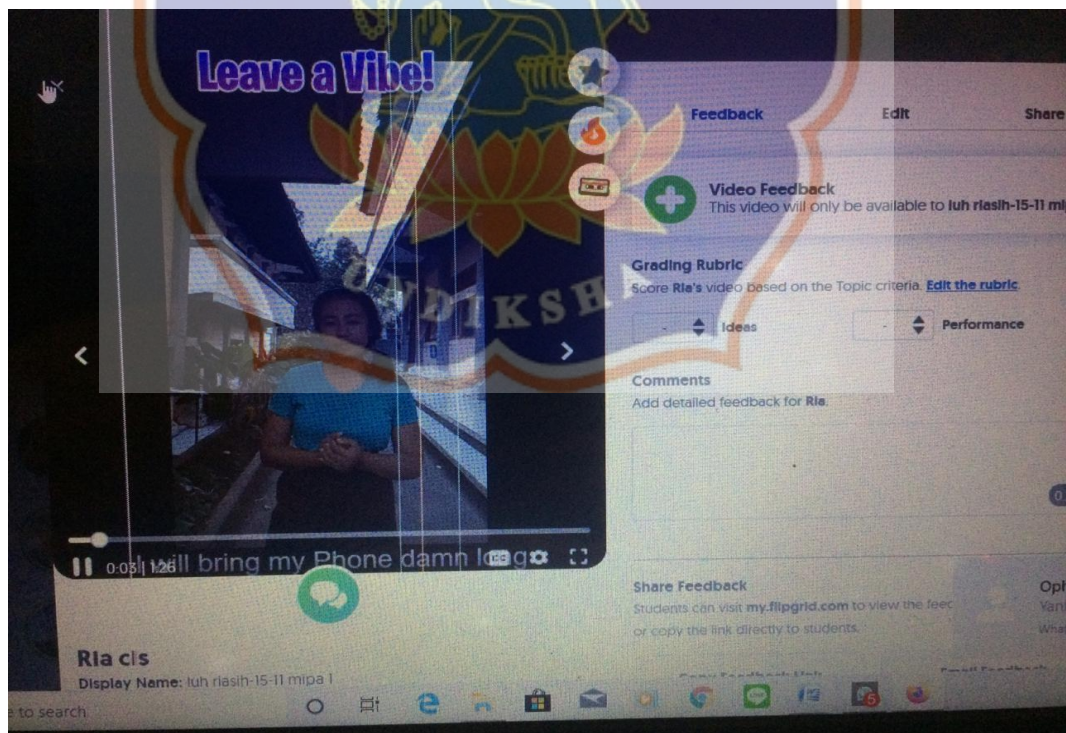 Leave a Vibe!
Feedback Edit Share
Video Feedback
This video will only be available to luh riasih-15-11
UNDIKSHA
Grading Rubric
Score Ria's video based on the Topic criteria. Edit the rubric.
- Ideas - Performance
Comments
Add detailed feedback for Ria.
0:03 | 1:26
will bring my Phone damn long
Share Feedback
Students can visit my.flipgrid.com to view the
or copy the link directly to students.
Ria cis
Display Name: luh riasih-15-11 mipa 1
to search
5